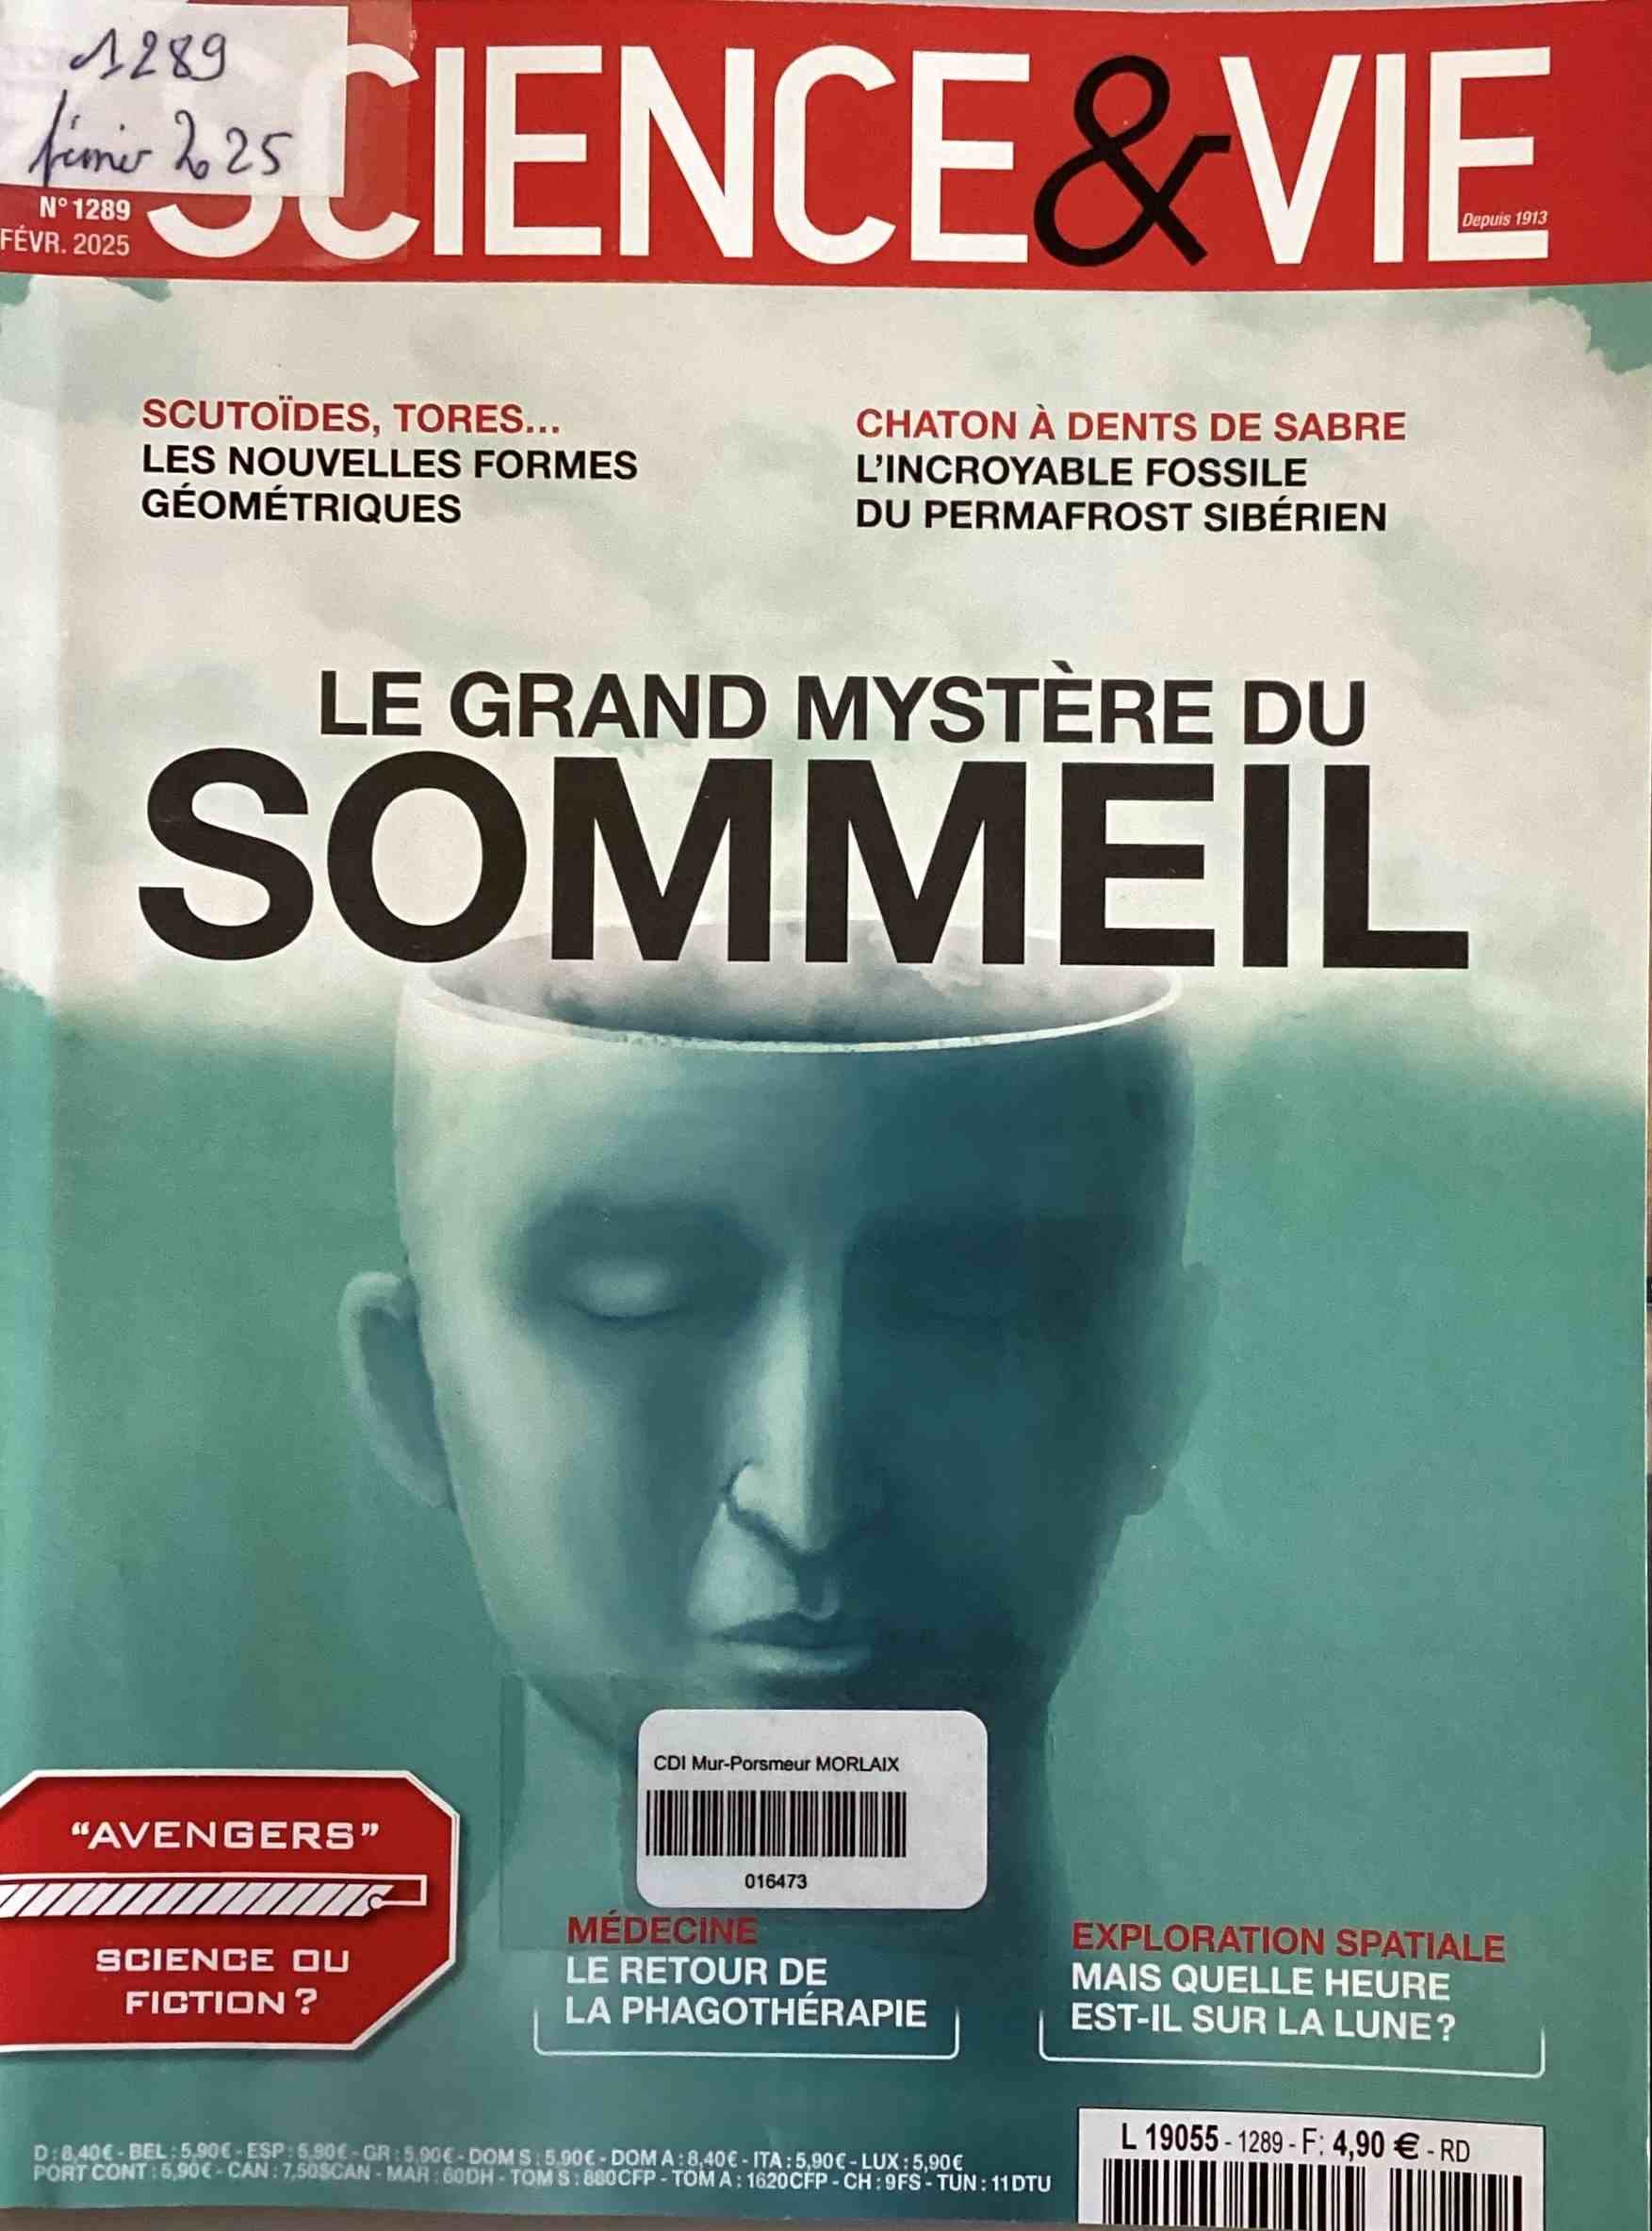 1289
février 2025
SCIENCE&VIE
Depuis 1913
N° 1289
FÉVR. 2025
SCUTOÏDES, TORES...
LES NOUVELLES FORMES
GÉOMÉTRIQUES
CHATON À DENTS DE SABRE
L'INCROYABLE FOSSILE
DU PERMAFROST SIBÉRIEN
LE GRAND MYSTÈRE DU
SOMMEIL
CDI Mur-Porsmeur MORLAIX
016473
“AVENGERS”
SCIENCE OU
FICTION ?
MÉDECINE
LE RETOUR DE
LA PHAGOTHÉRAPIE
EXPLORATION SPATIALE
MAIS QUELLE HEURE
EST-IL SUR LA LUNE ?
D : 8,40€ - BEL : 5,90€ - ESP : 5,90€ - GR : 5,90€ - DOM S : 5,90€ - DOM A : 8,40€ - ITA : 5,90€ - LUX : 5,90€
PORT CONT : 5,90€ - CAN : 7,50$CAN - MAR : 60DH - TOM S : 880CFP - TOM A : 1620CFP - CH : 9FS - TUN : 11DTU
L 19055 - 1289 - F: 4,90 € - RD